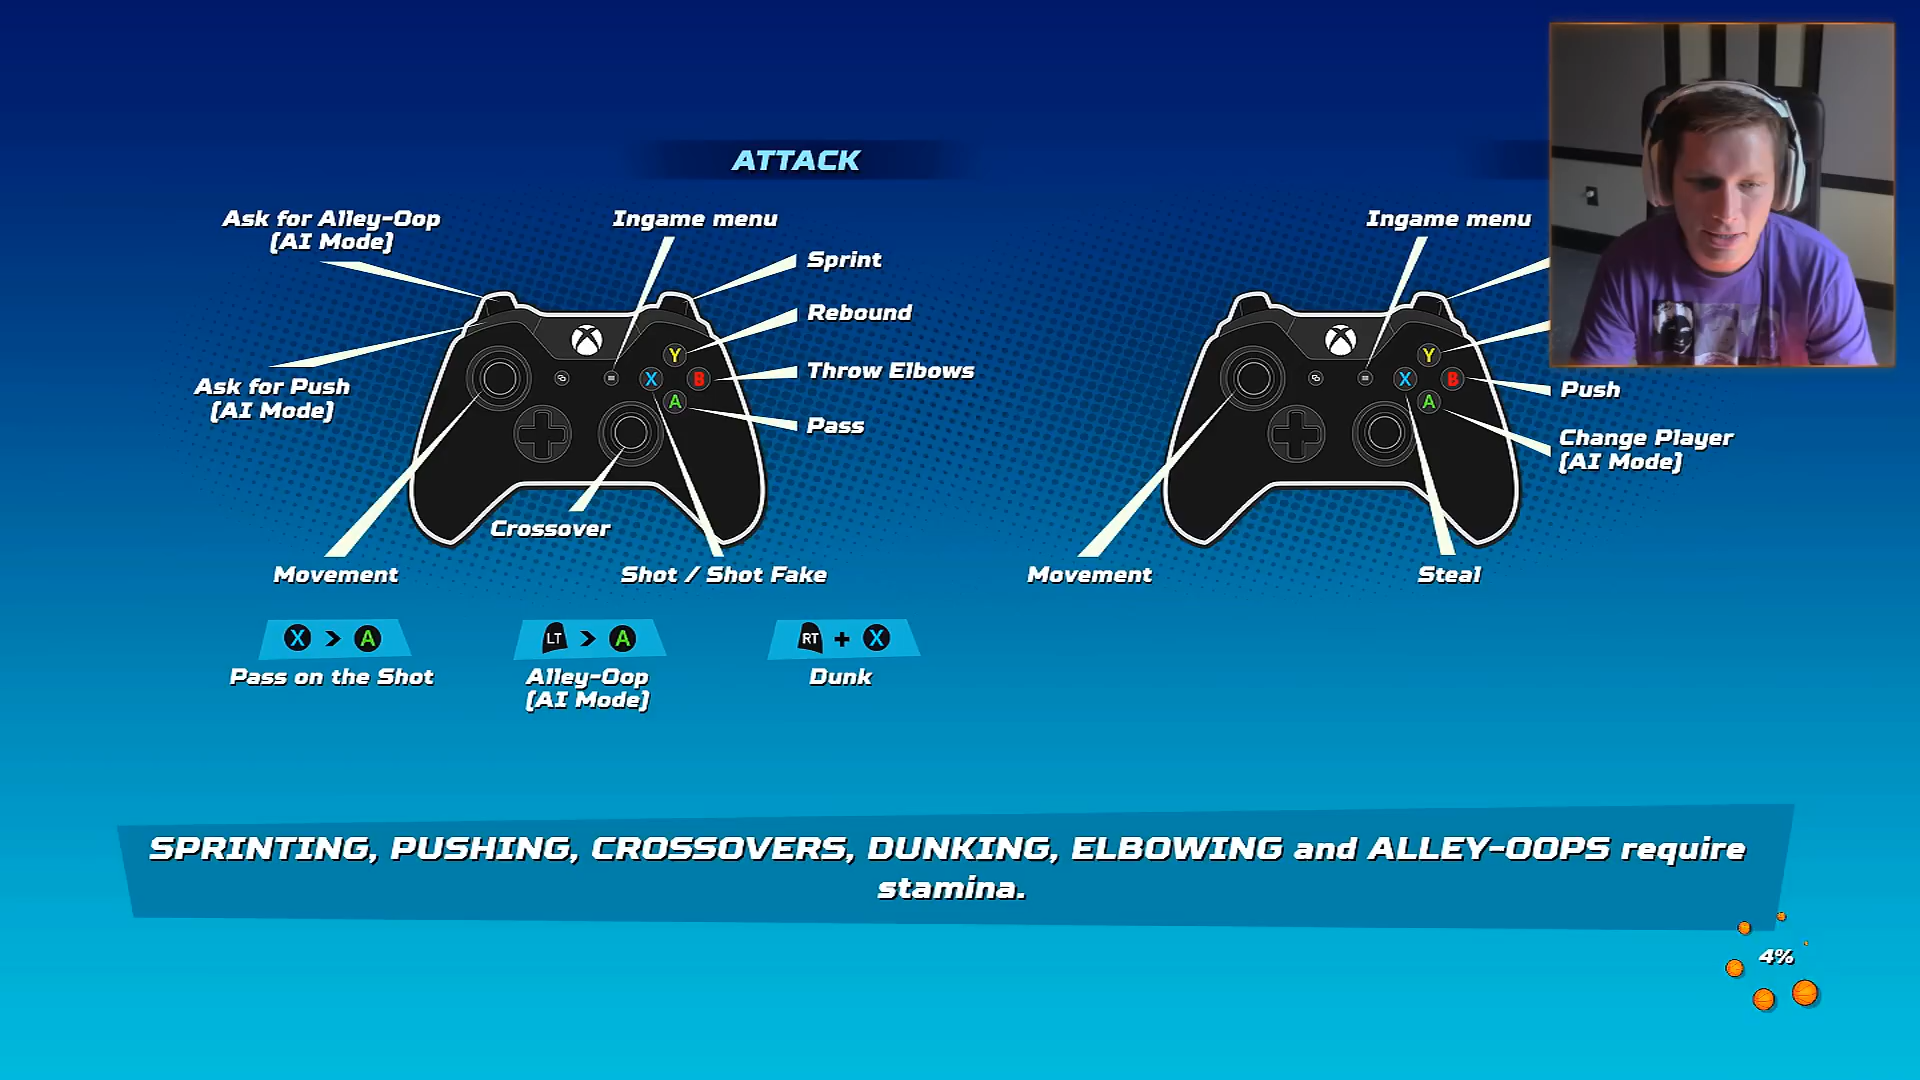 ATTACK
Ask for Alley-Oop
(AI Mode)
Ingame menu
Sprint
Rebound
Throw Elbows
Pass
Ask for Push
(AI Mode)
Y
X
B
A
Crossover
Movement
Shot / Shot Fake
X > A
Pass on the Shot
LT > A
Alley-Oop
(AI Mode)
RT + X
Dunk
Ingame menu
Y
X
B
A
Push
Change Player
(AI Mode)
Movement
Steal
SPRINTING, PUSHING, CROSSOVERS, DUNKING, ELBOWING and ALLEY-OOPS require
stamina.
4%